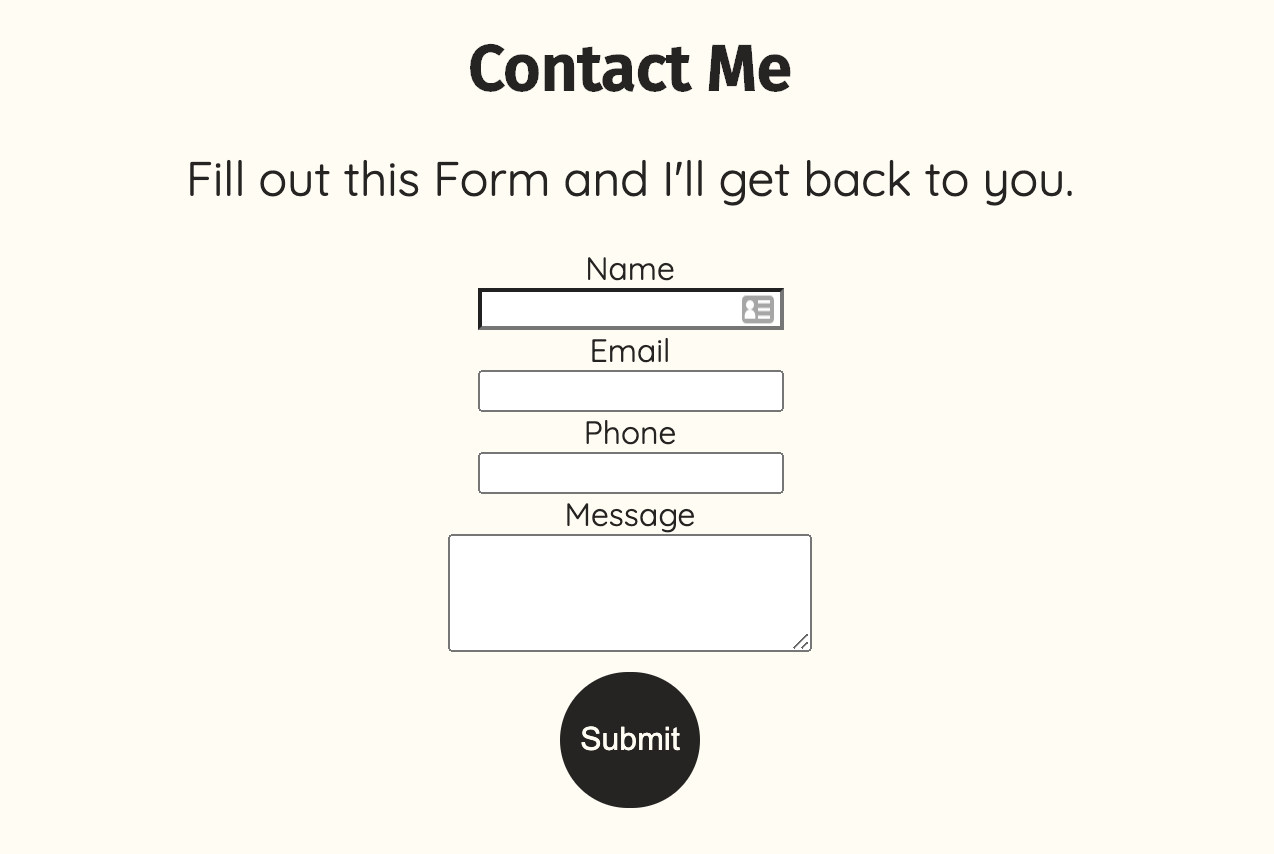 Contact Me
Fill out this Form and I'll get back to you.
Name
Email
Phone
Message
Submit